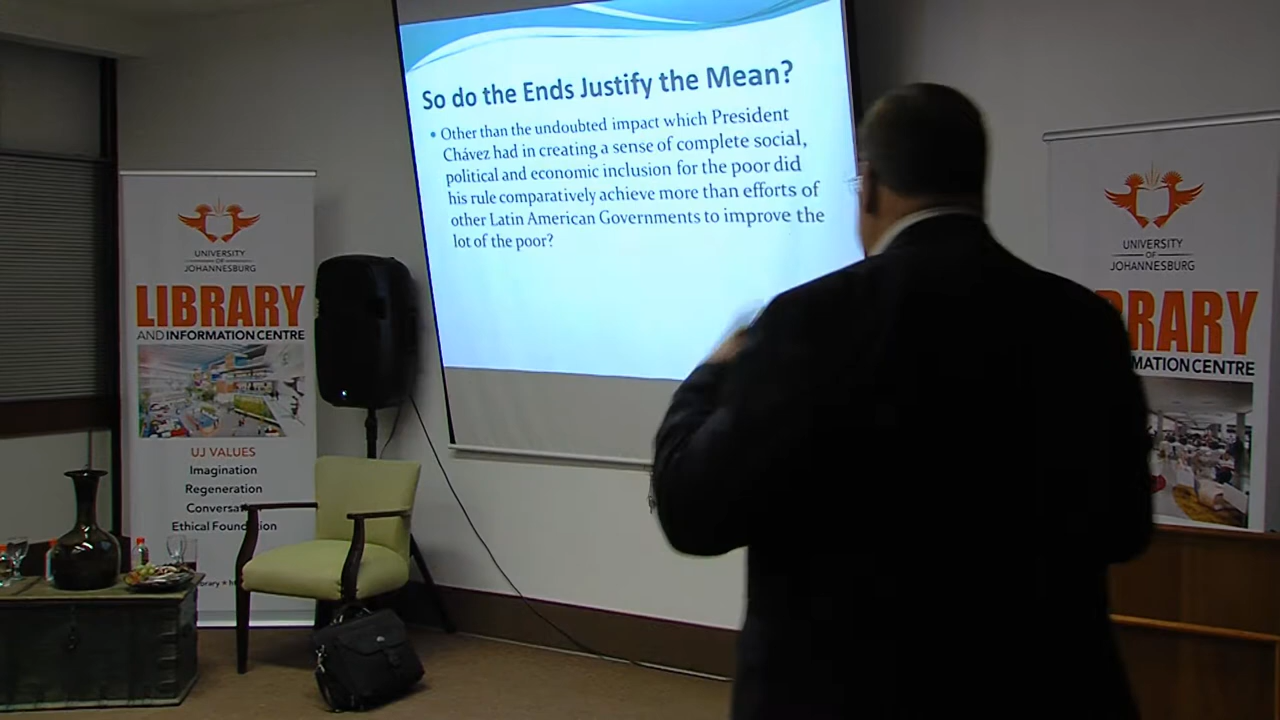 So do the Ends Justify the Mean?
• Other than the undoubted impact which President
Chávez had in creating a sense of complete social,
political and economic inclusion for the poor did
his rule comparatively achieve more than efforts of
other Latin American Governments to improve the
lot of the poor?
UNIVERSITY
OF
JOHANNESBURG
LIBRARY
AND INFORMATION CENTRE
UJ VALUES
Imagination
Regeneration
Conversa
Ethical Foun tion
UNIVERSITY
OF
JOHANNESBURG
RARY
MATION CENTRE